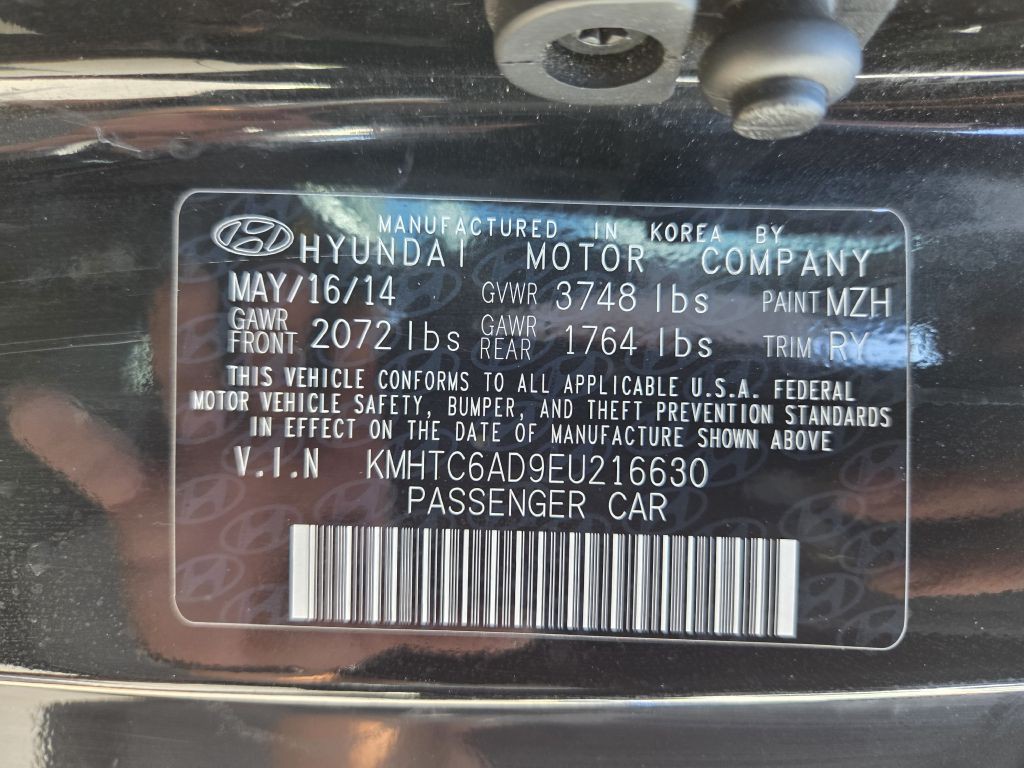 MANUFACTURED IN KOREA BY
HYUNDAI MOTOR COMPANY
MAY/16/14 GVWR 3748 lbs PAINT MZH
GAWR FRONT 2072 lbs GAWR REAR 1764 lbs TRIM RY
THIS VEHICLE CONFORMS TO ALL APPLICABLE U.S.A. FEDERAL
MOTOR VEHICLE SAFETY, BUMPER, AND THEFT PREVENTION STANDARDS
IN EFFECT ON THE DATE OF MANUFACTURE SHOWN ABOVE
V.I.N KMHTC6AD9EU216630
PASSENGER CAR